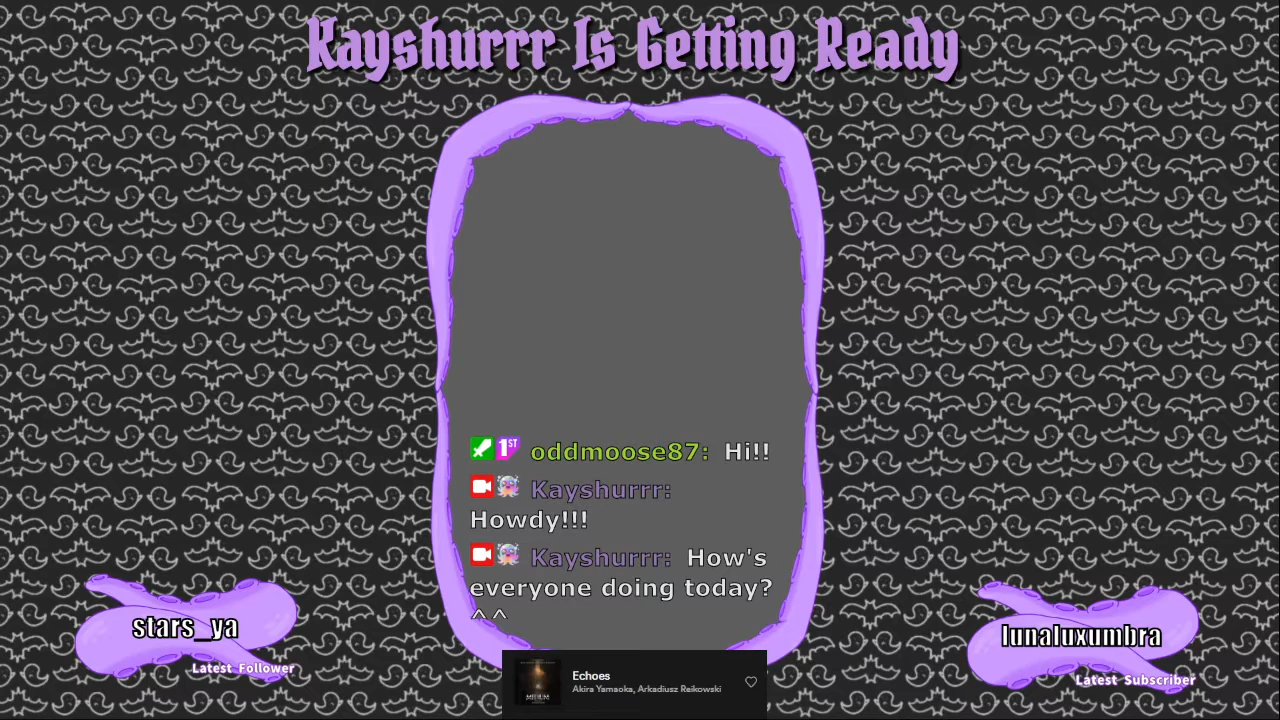 Kayshurrr Is Getting Ready
1ST oddmoose87: Hi!!
Kayshurrr:
Howdy!!!
Kayshurrr: How's
everyone doing today?
^^
stars_ya
Latest Follower
lunaluxumbra
Latest Subscriber
Echoes
Akira Yamaoka, Arkadiusz Reikowski